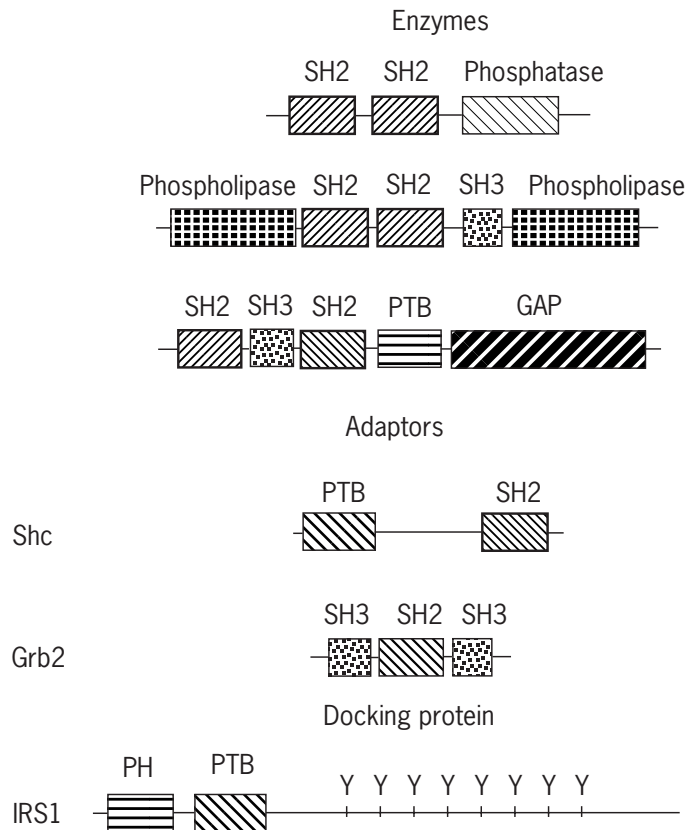 Enzymes
SH2 SH2 Phosphatase
Phospholipase SH2 SH2 SH3 Phospholipase
SH2 SH3 SH2 PTB GAP
Adaptors
PTB SH2
Shc
SH3 SH2 SH3
Grb2
Docking protein
PH PTB Y Y Y Y Y Y Y Y
IRS1